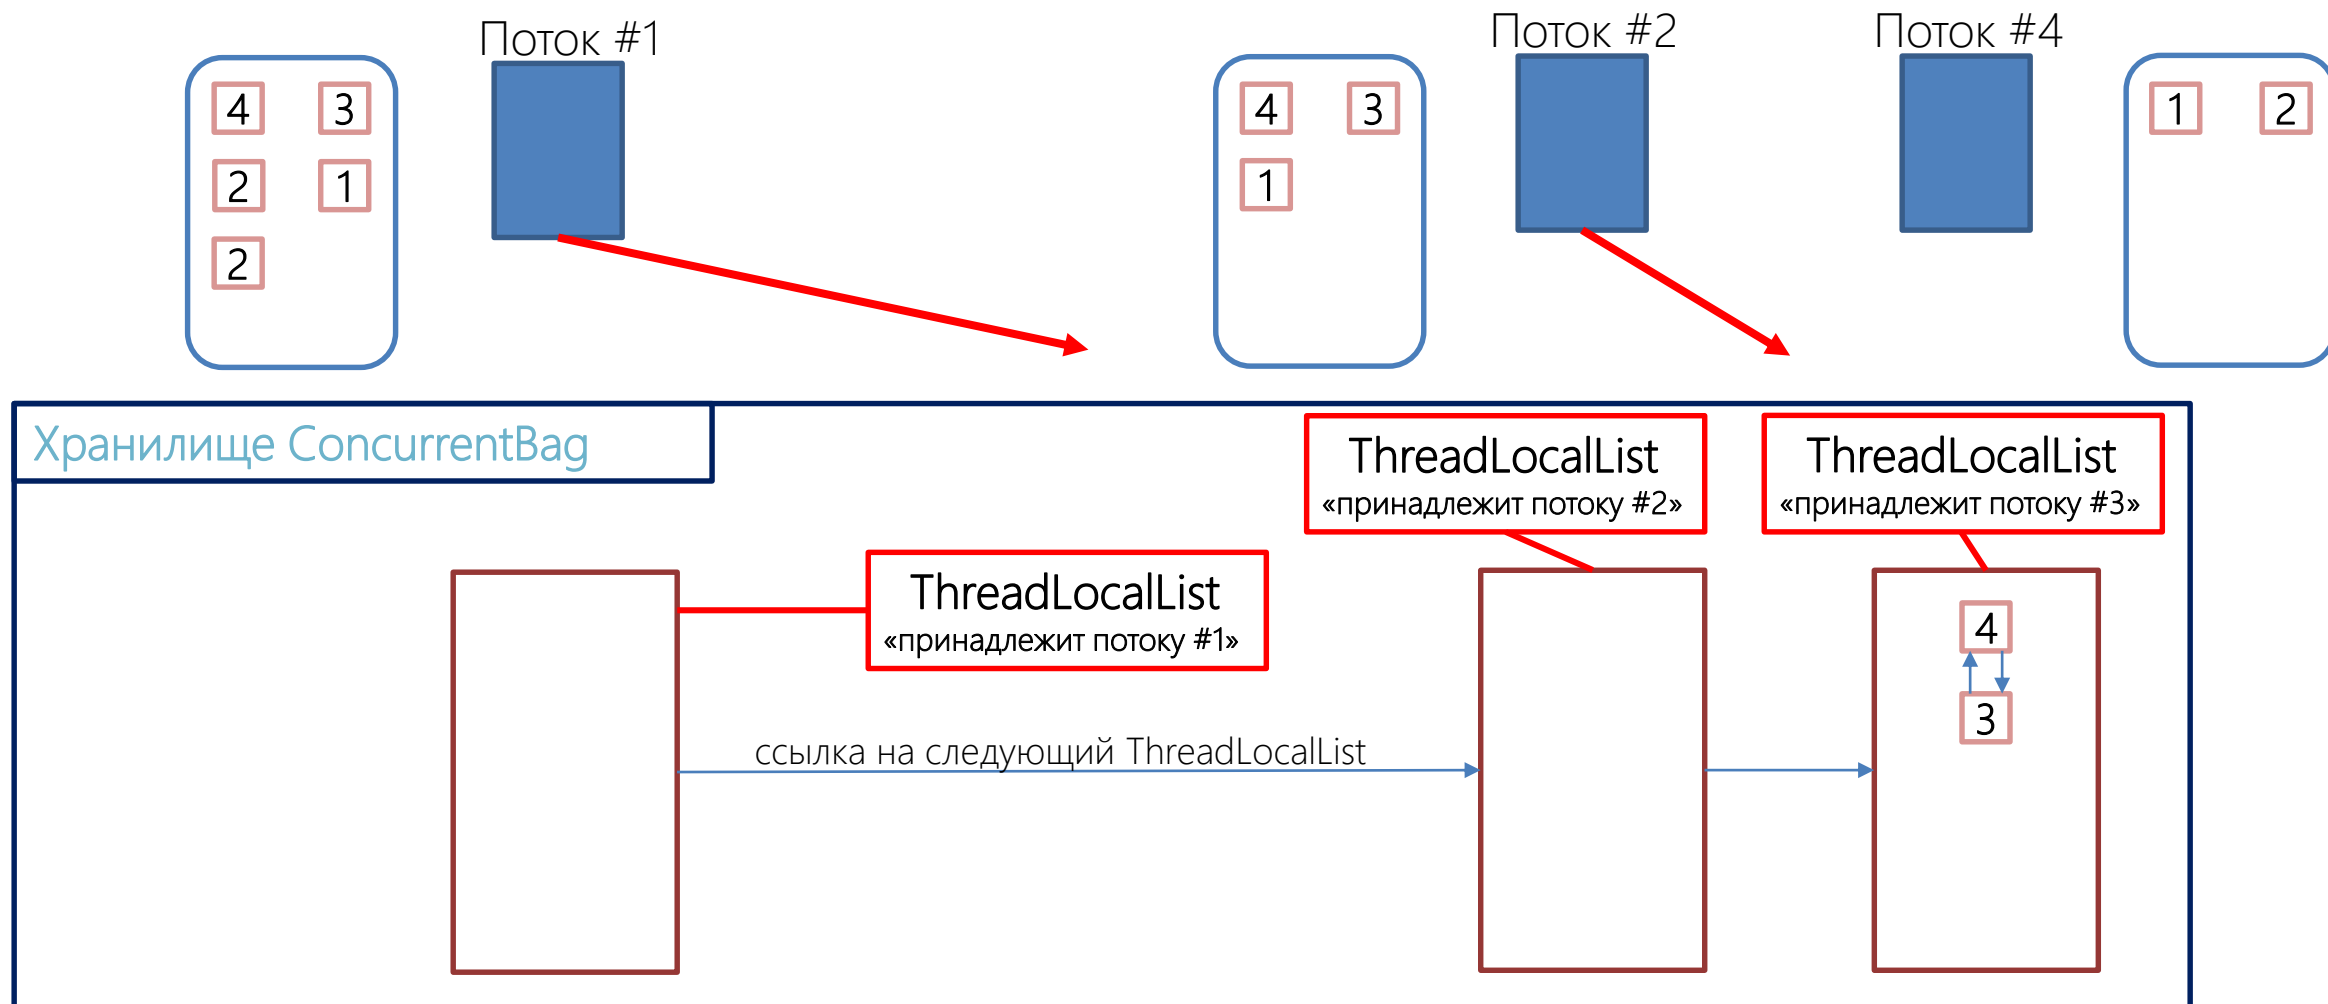 Поток #1
Поток #2
Поток #4
4 3
2 1
2
4 3
1
1 2
Хранилище ConcurrentBag
ThreadLocalList
«принадлежит потоку #2»
ThreadLocalList
«принадлежит потоку #3»
ThreadLocalList
«принадлежит потоку #1»
4
3
ссылка на следующий ThreadLocalList